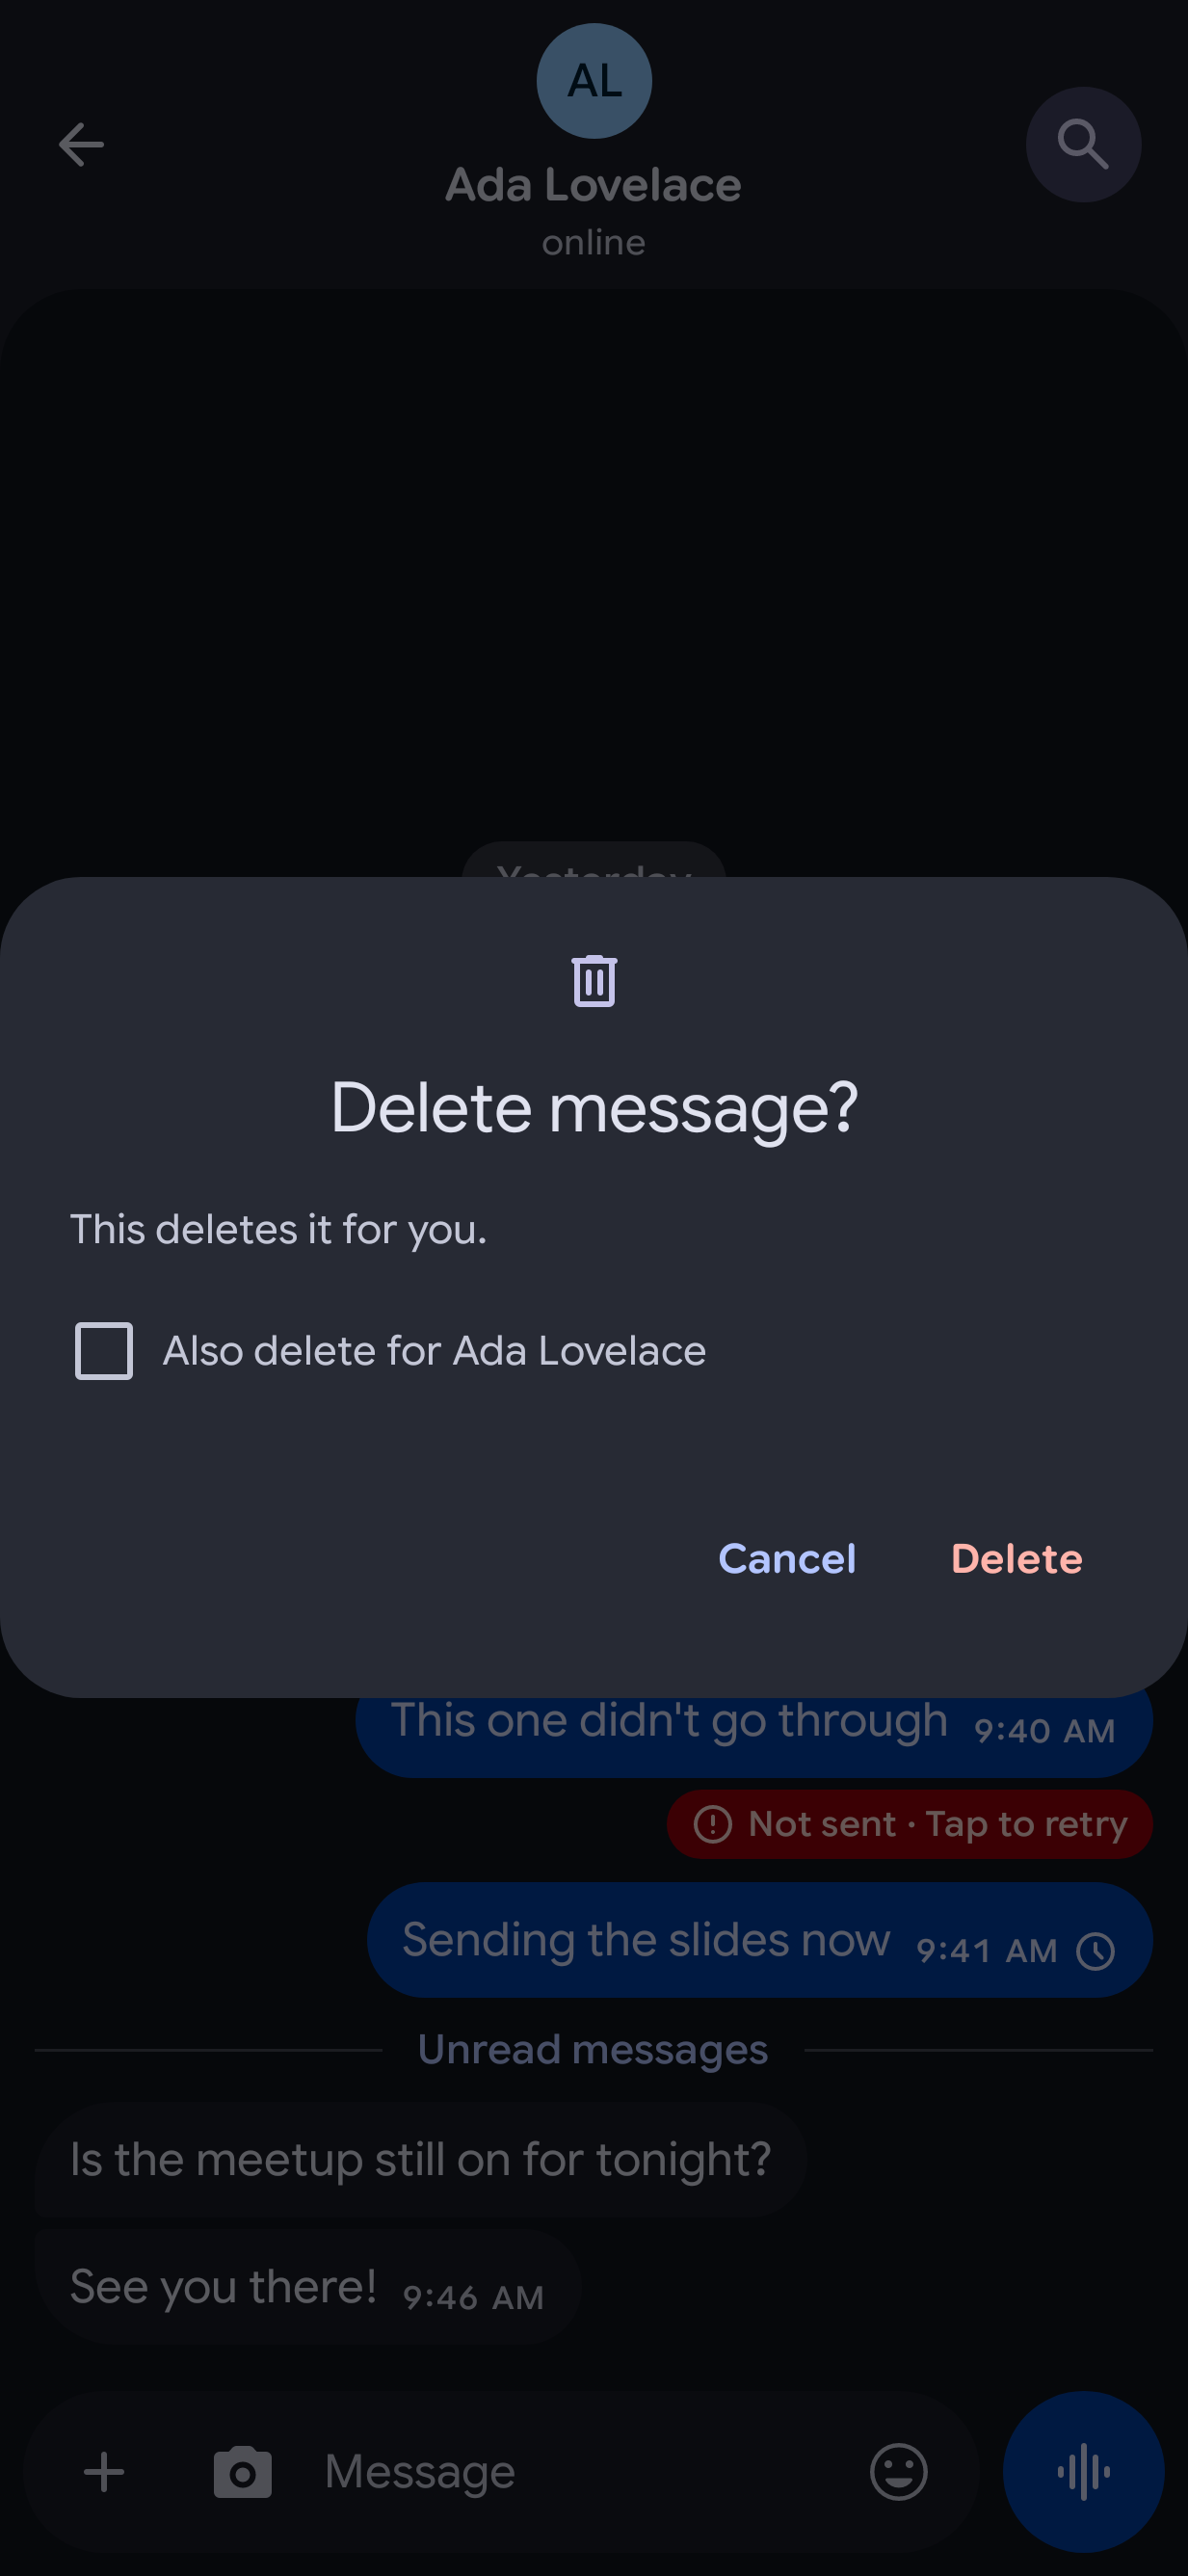 AL
Ada Lovelace
online
Yesterday
Delete message?
This deletes it for you.
Also delete for Ada Lovelace
Cancel Delete
This one didn't go through 9:40 AM
Not sent · Tap to retry
Sending the slides now 9:41 AM
Unread messages
Is the meetup still on for tonight?
See you there! 9:46 AM
Message